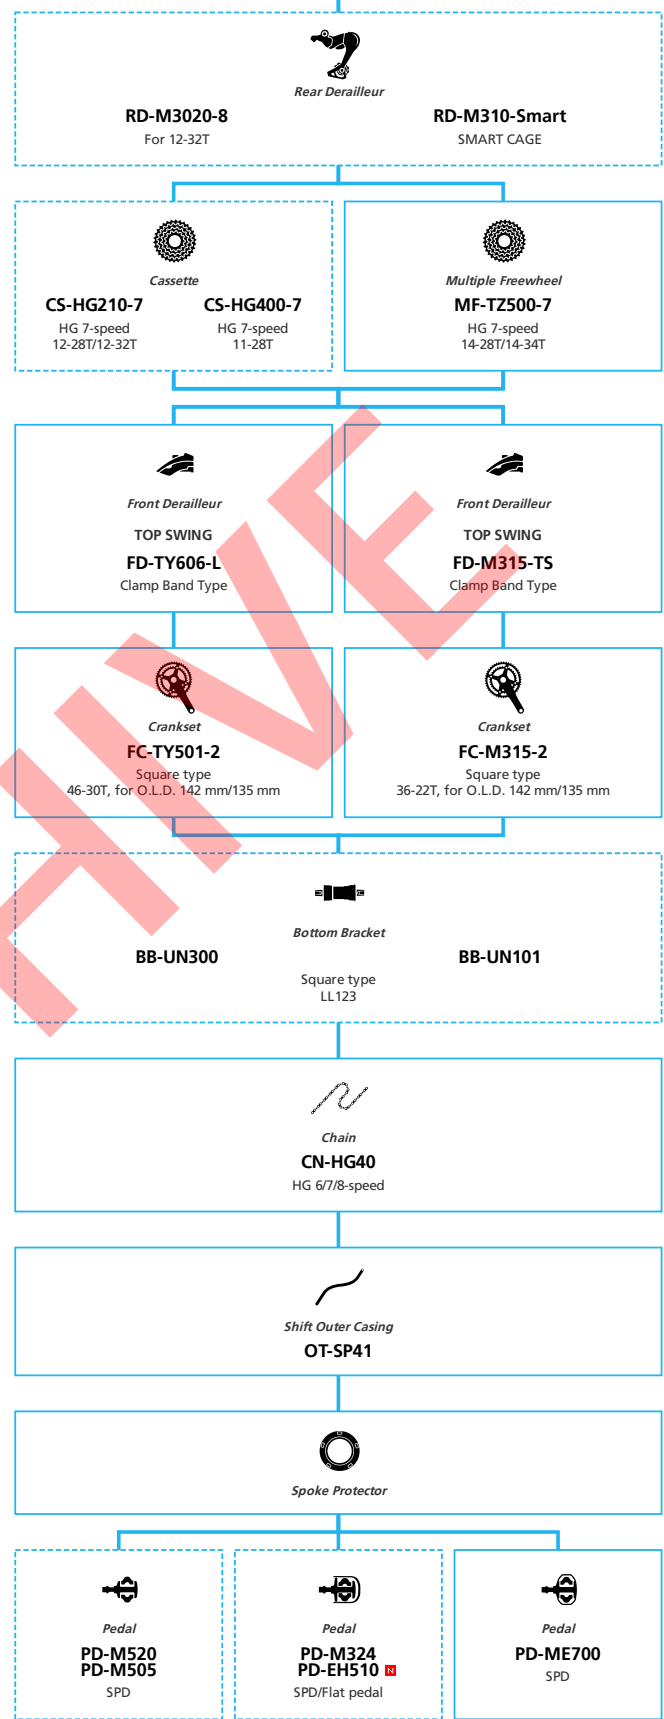 Rear Derailleur
RD-M3020-8
For 12-32T
RD-M310-Smart
SMART CAGE
Cassette
CS-HG210-7
HG 7-speed
12-28T/12-32T
CS-HG400-7
HG 7-speed
11-28T
Multiple Freewheel
MF-TZ500-7
HG 7-speed
14-28T/14-34T
Front Derailleur
TOP SWING
FD-TY606-L
Clamp Band Type
Front Derailleur
TOP SWING
FD-M315-TS
Clamp Band Type
Crankset
FC-TY501-2
Square type
46-30T, for O.L.D. 142 mm/135 mm
Crankset
FC-M315-2
Square type
36-22T, for O.L.D. 142 mm/135 mm
Bottom Bracket
BB-UN300
BB-UN101
Square type
LL123
Chain
CN-HG40
HG 6/7/8-speed
Shift Outer Casing
OT-SP41
Spoke Protector
Pedal
PD-M520
PD-M505
SPD
Pedal
PD-M324
PD-EH510 N
SPD/Flat pedal
Pedal
PD-ME700
SPD
HIVE